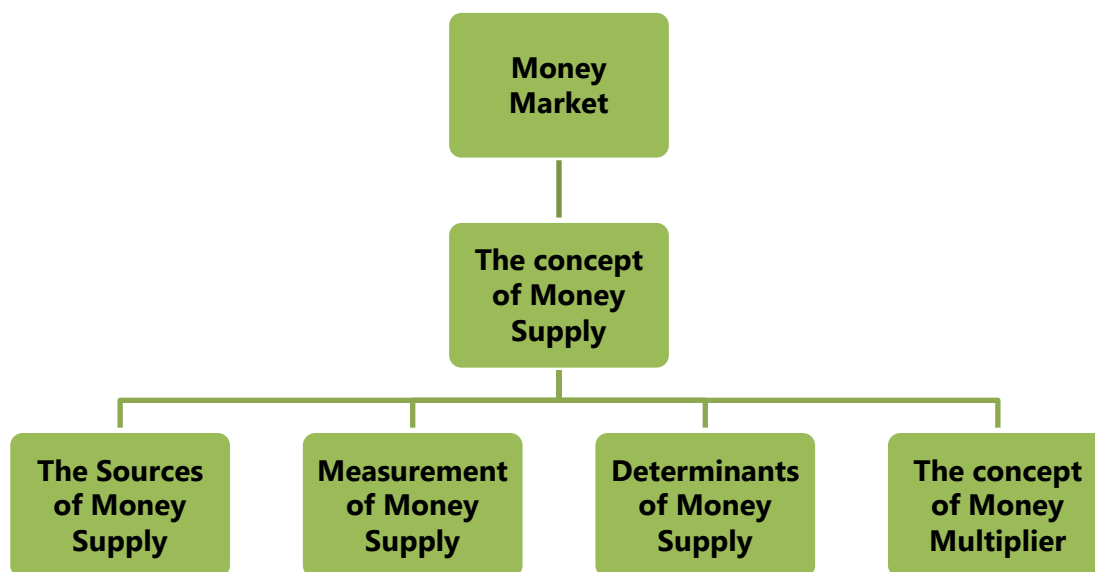 Money
Market
The concept
of Money
Supply
The Sources
of Money
Supply
Measurement
of Money
Supply
Determinants
of Money
Supply
The concept
of Money
Multiplier